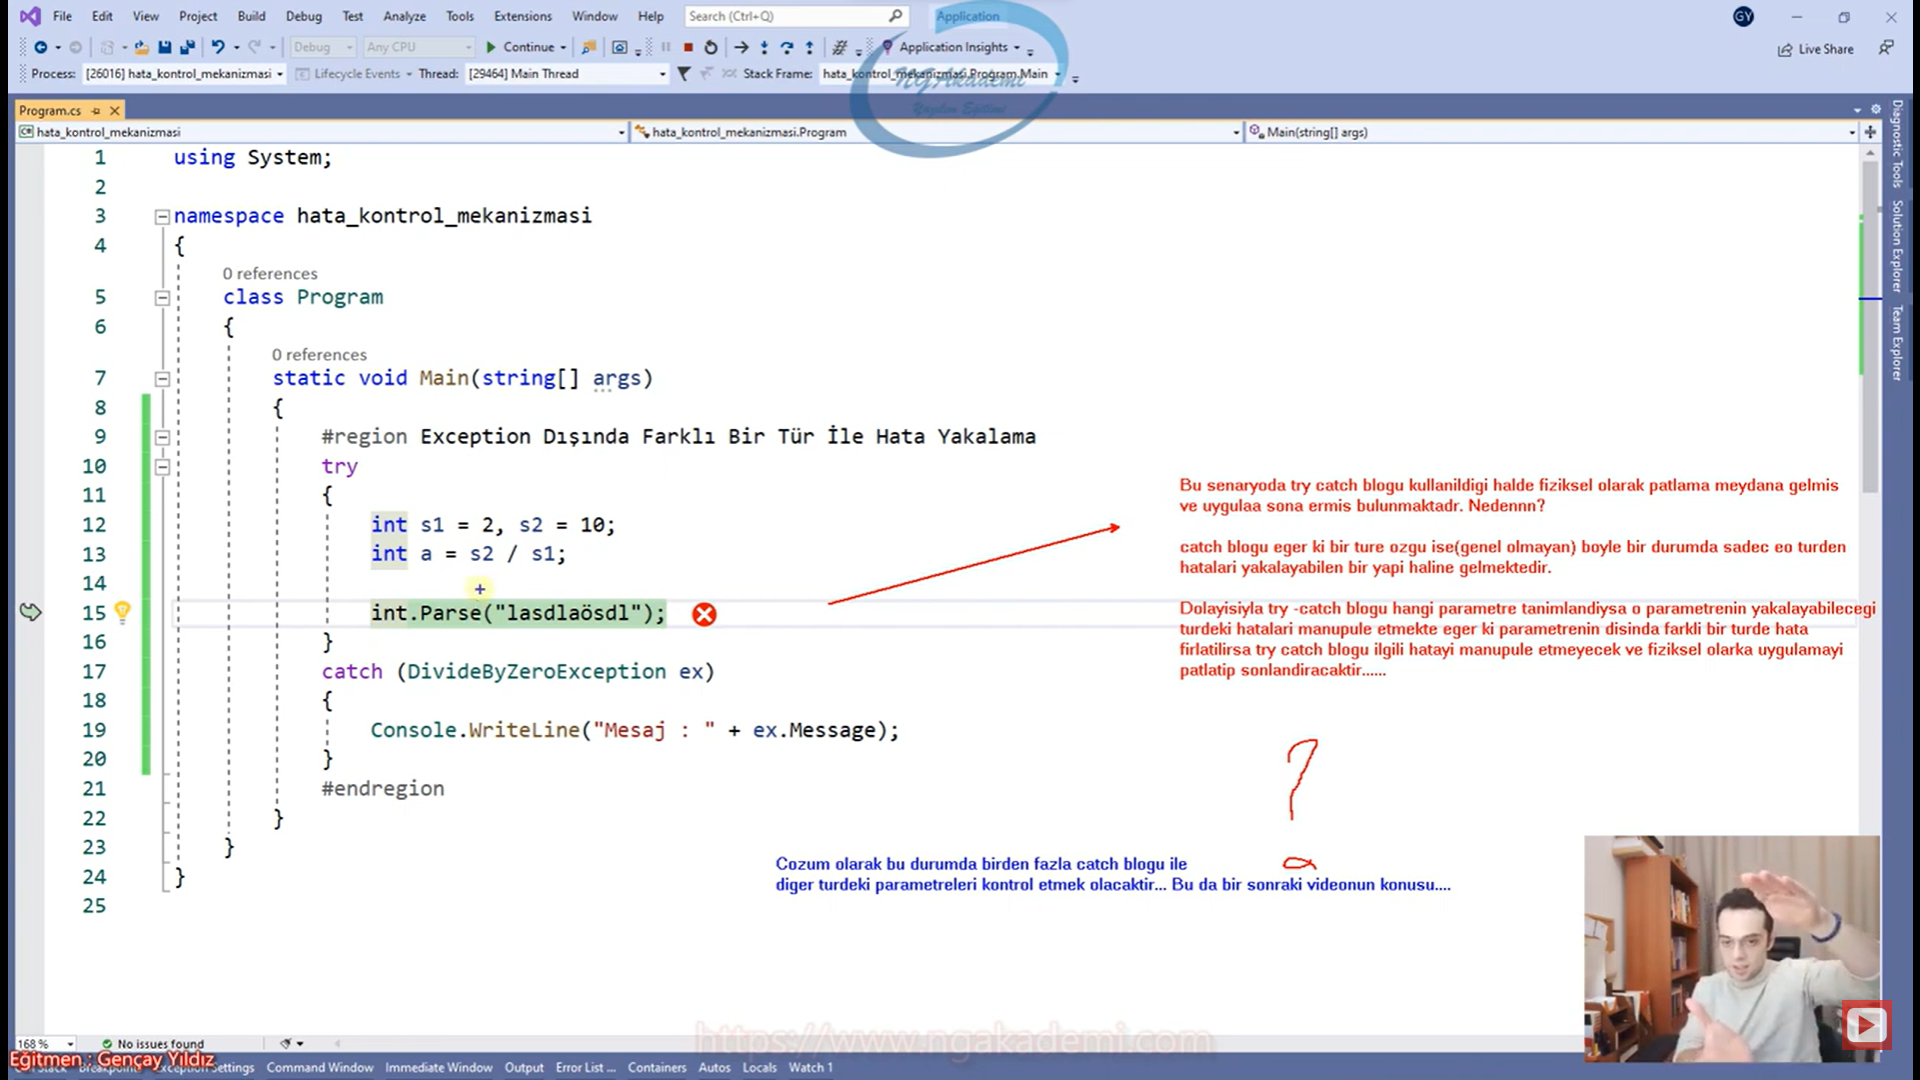 File Edit View Project Build Debug Test Analyze Tools Extensions Window Help Search (Ctrl+Q) Application GY
Debug Any CPU Continue Application Insights Live Share
Process: [26016] hata_kontrol_mekanizması Lifecycle Events Thread: [29464] Main Thread Stack Frame: hata_kontrol_mekanizmasi.Program.Main
NGAkademi
Yazılım Eğitimi
Program.cs
hata_kontrol_mekanizmasi hata_kontrol_mekanizmasi.Program Main(string[] args)
Diagnostic Tools
Solution Explorer
Team Explorer
1 using System;
2
3 namespace hata_kontrol_mekanizmasi
4 {
0 references
5 class Program
6 {
0 references
7 static void Main(string[] args)
8 {
9 #region Exception Dışında Farklı Bir Tür İle Hata Yakalama
10 try
11 {
12 int s1 = 2, s2 = 10;
13 int a = s2 / s1;
14
15 int.Parse("lasdlaösdl");
16 }
17 catch (DivideByZeroException ex)
18 {
19 Console.WriteLine("Mesaj : " + ex.Message);
20 }
21 #endregion
22 }
23 }
24 }
25
Bu senaryoda try catch blogu kullanildigi halde fiziksel olarak patlama meydana gelmis
ve uygulaa sona ermis bulunmaktadr. Nedennn?
catch blogu eger ki bir ture ozgu ise(genel olmayan) boyle bir durumda sadec eo turden
hatalari yakalayabilen bir yapi haline gelmektedir.
Dolayisiyla try -catch blogu hangi parametre tanimlandiysa o parametrenin yakalayabilecegi
turdeki hatalari manupule etmekte eger ki parametrenin disinda farkli bir turde hata
firlatilirsa try catch blogu ilgili hatayi manupule etmeyecek ve fiziksel olarka uygulamayi
patlatip sonlandiracaktir......
?
Cozum olarak bu durumda birden fazla catch blogu ile
diger turdeki parametreleri kontrol etmek olacaktir... Bu da bir sonraki videonun konusu....
https://www.ngakademi.com
168 % No issues found
Eğitmen : Gençay Yıldız
Command Window Immediate Window Output Error List ... Containers Autos Locals Watch 1